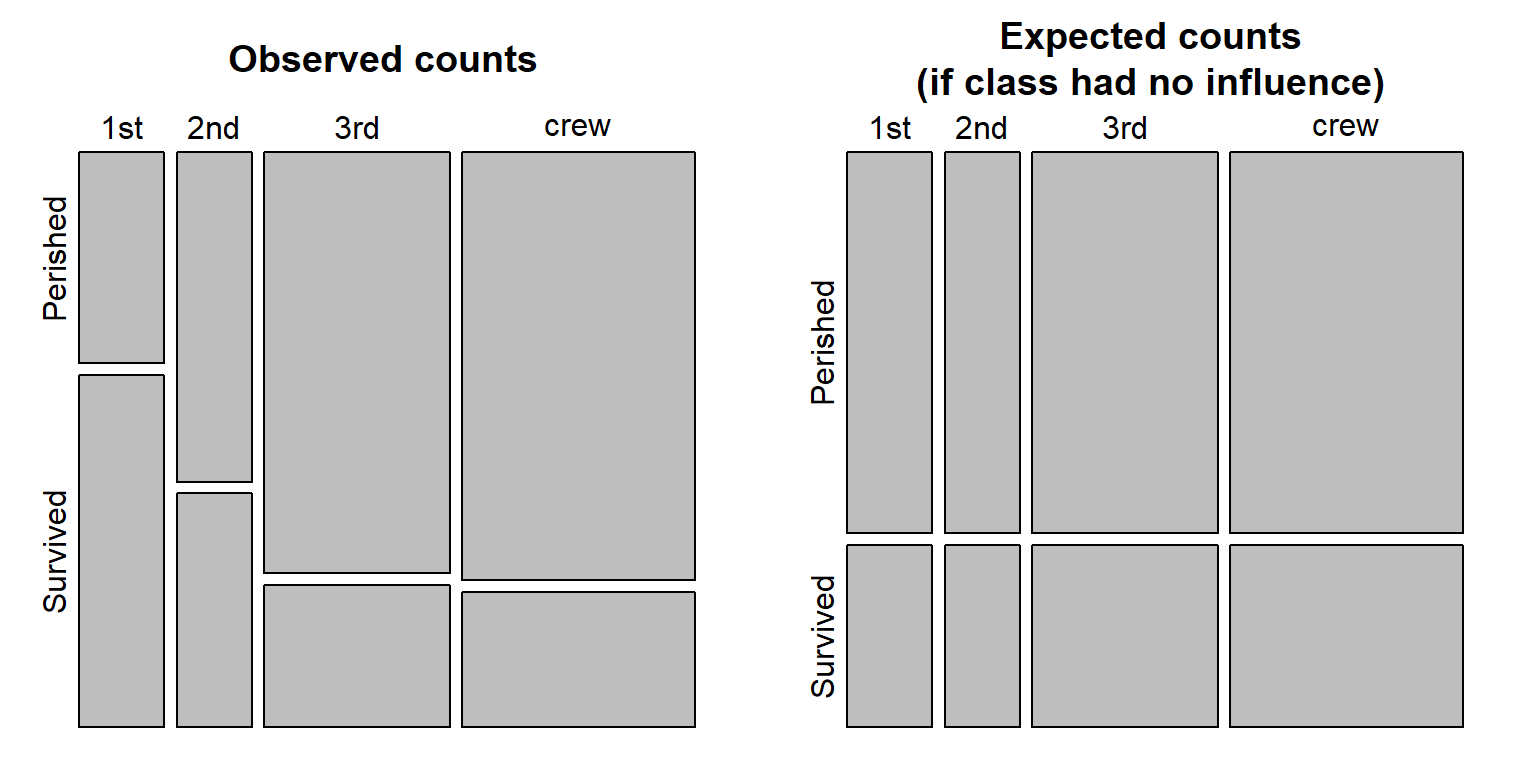 Observed counts
1st 2nd 3rd crew
Perished
Survived
Expected counts
(if class had no influence)
1st 2nd 3rd crew
Perished
Survived